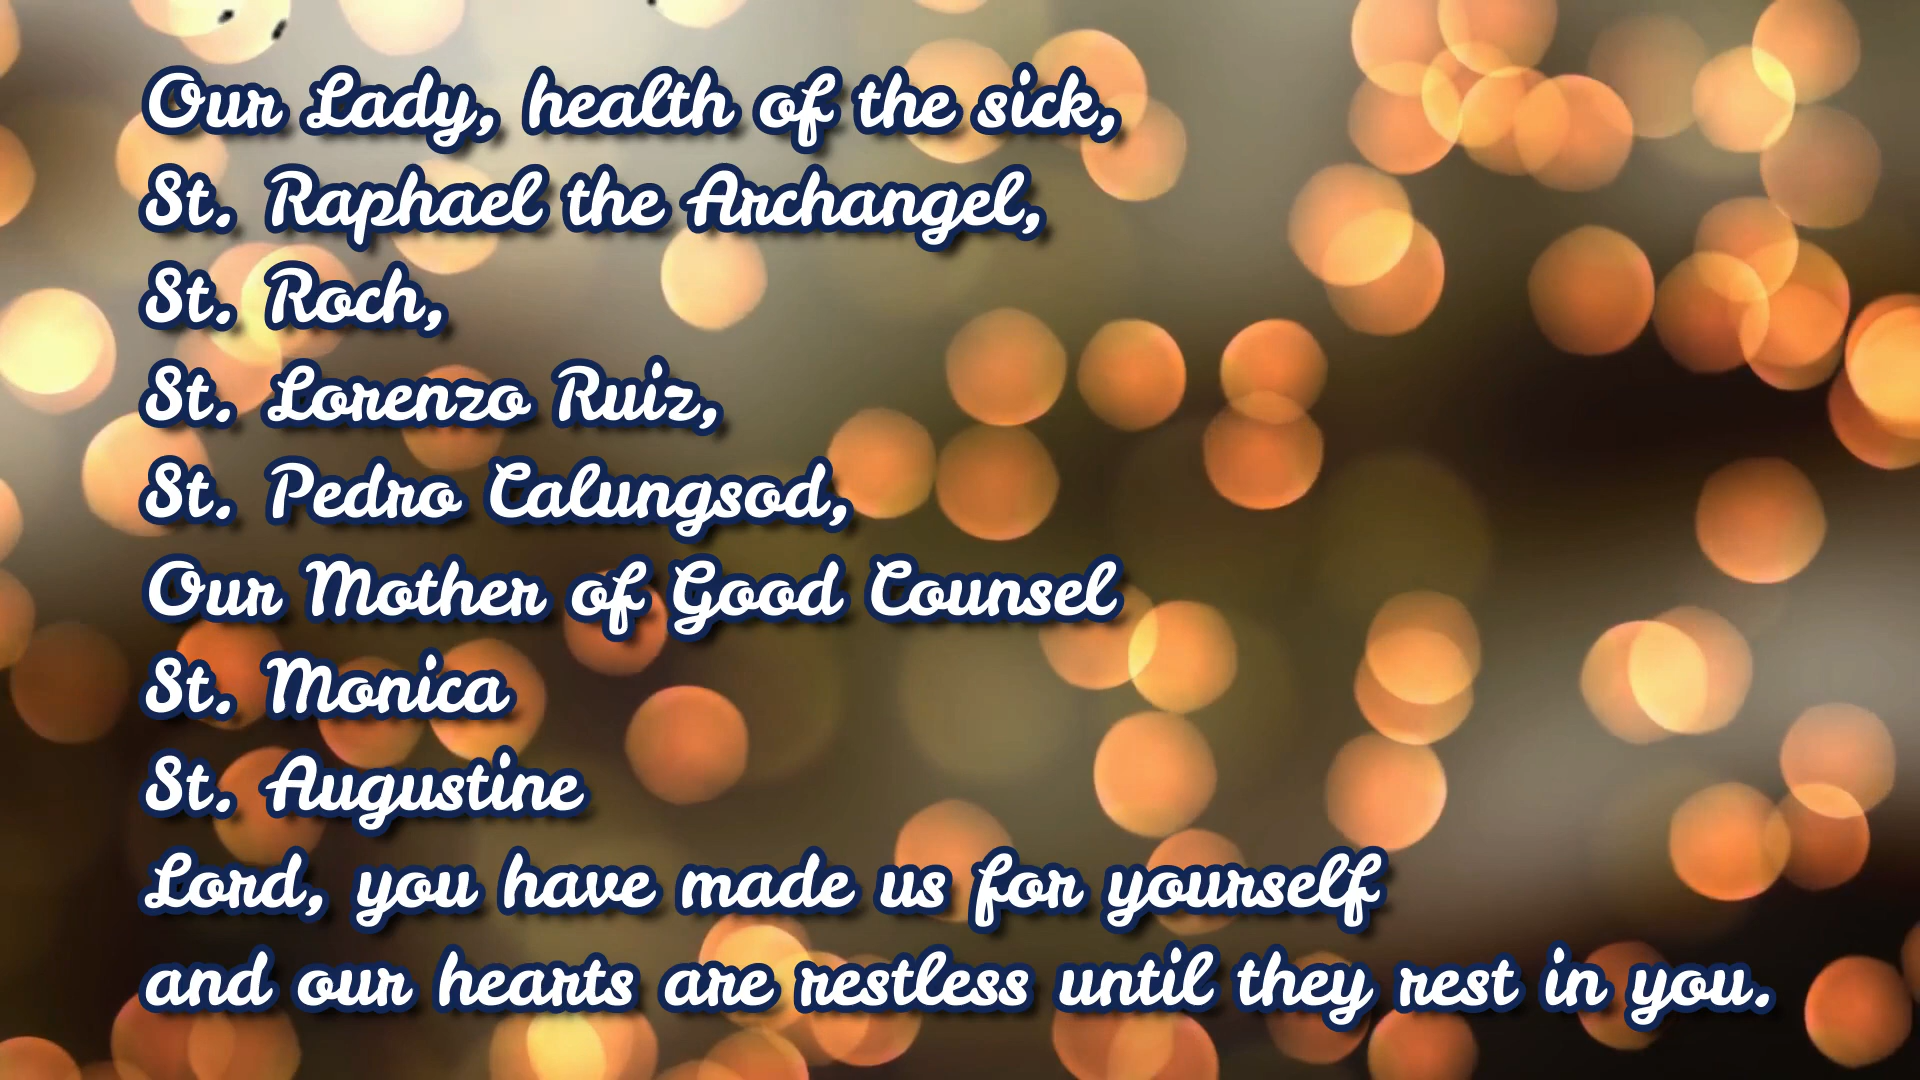 Our Lady, health of the sick,
St. Raphael the Archangel,
St. Roch,
St. Lorenzo Ruiz,
St. Pedro Calungsod,
Our Mother of Good Counsel
St. Monica
St. Augustine
Lord, you have made us for yourself
and our hearts are restless until they rest in you.